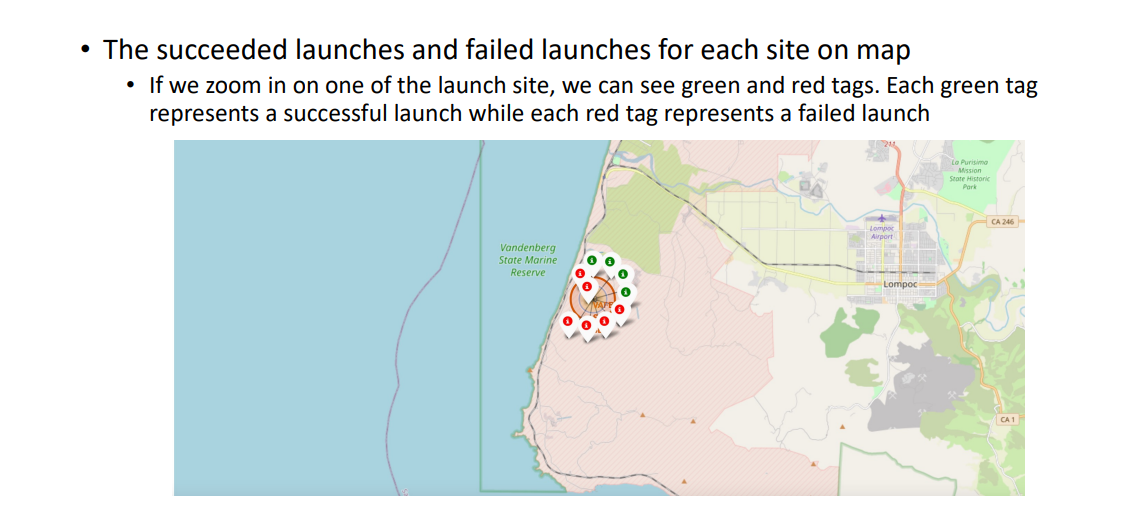 • The succeeded launches and failed launches for each site on map
• If we zoom in on one of the launch site, we can see green and red tags. Each green tag
represents a successful launch while each red tag represents a failed launch
La Purisima
Mission
State Historic
Park
CA 246
Lompoc
Airport
Vandenberg
State Marine
Reserve
Lompoc
CA 1